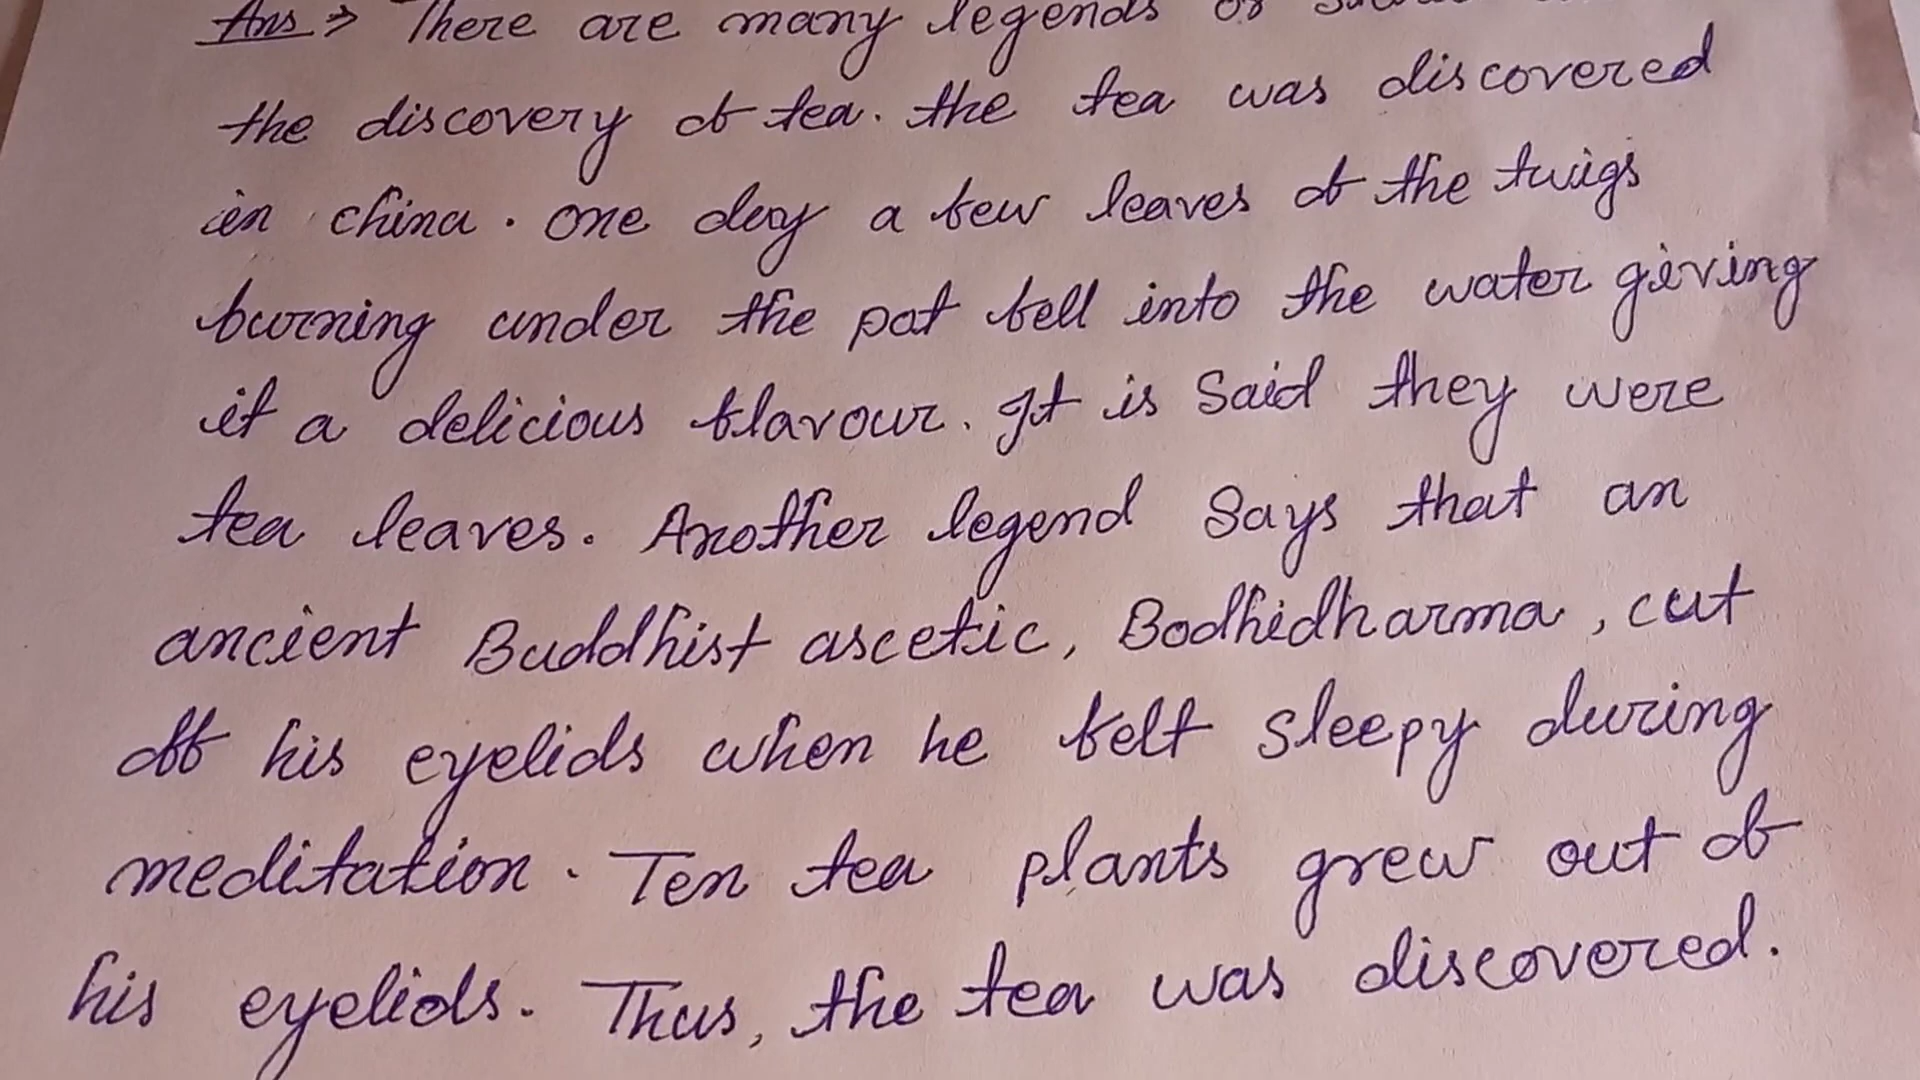 Ans ⇒ There are many legends of
the discovery of tea. the tea was discovered
in china. one day a few leaves of the twigs
burning under the pot fell into the water giving
it a delicious flavour. It is Said they were
tea leaves. Another legend Says that an
ancient Buddhist ascetic, Bodhidharma, cut
off his eyelids when he felt sleepy during
meditation. Ten tea plants grew out of
his eyelids. Thus, the tea was discovered.